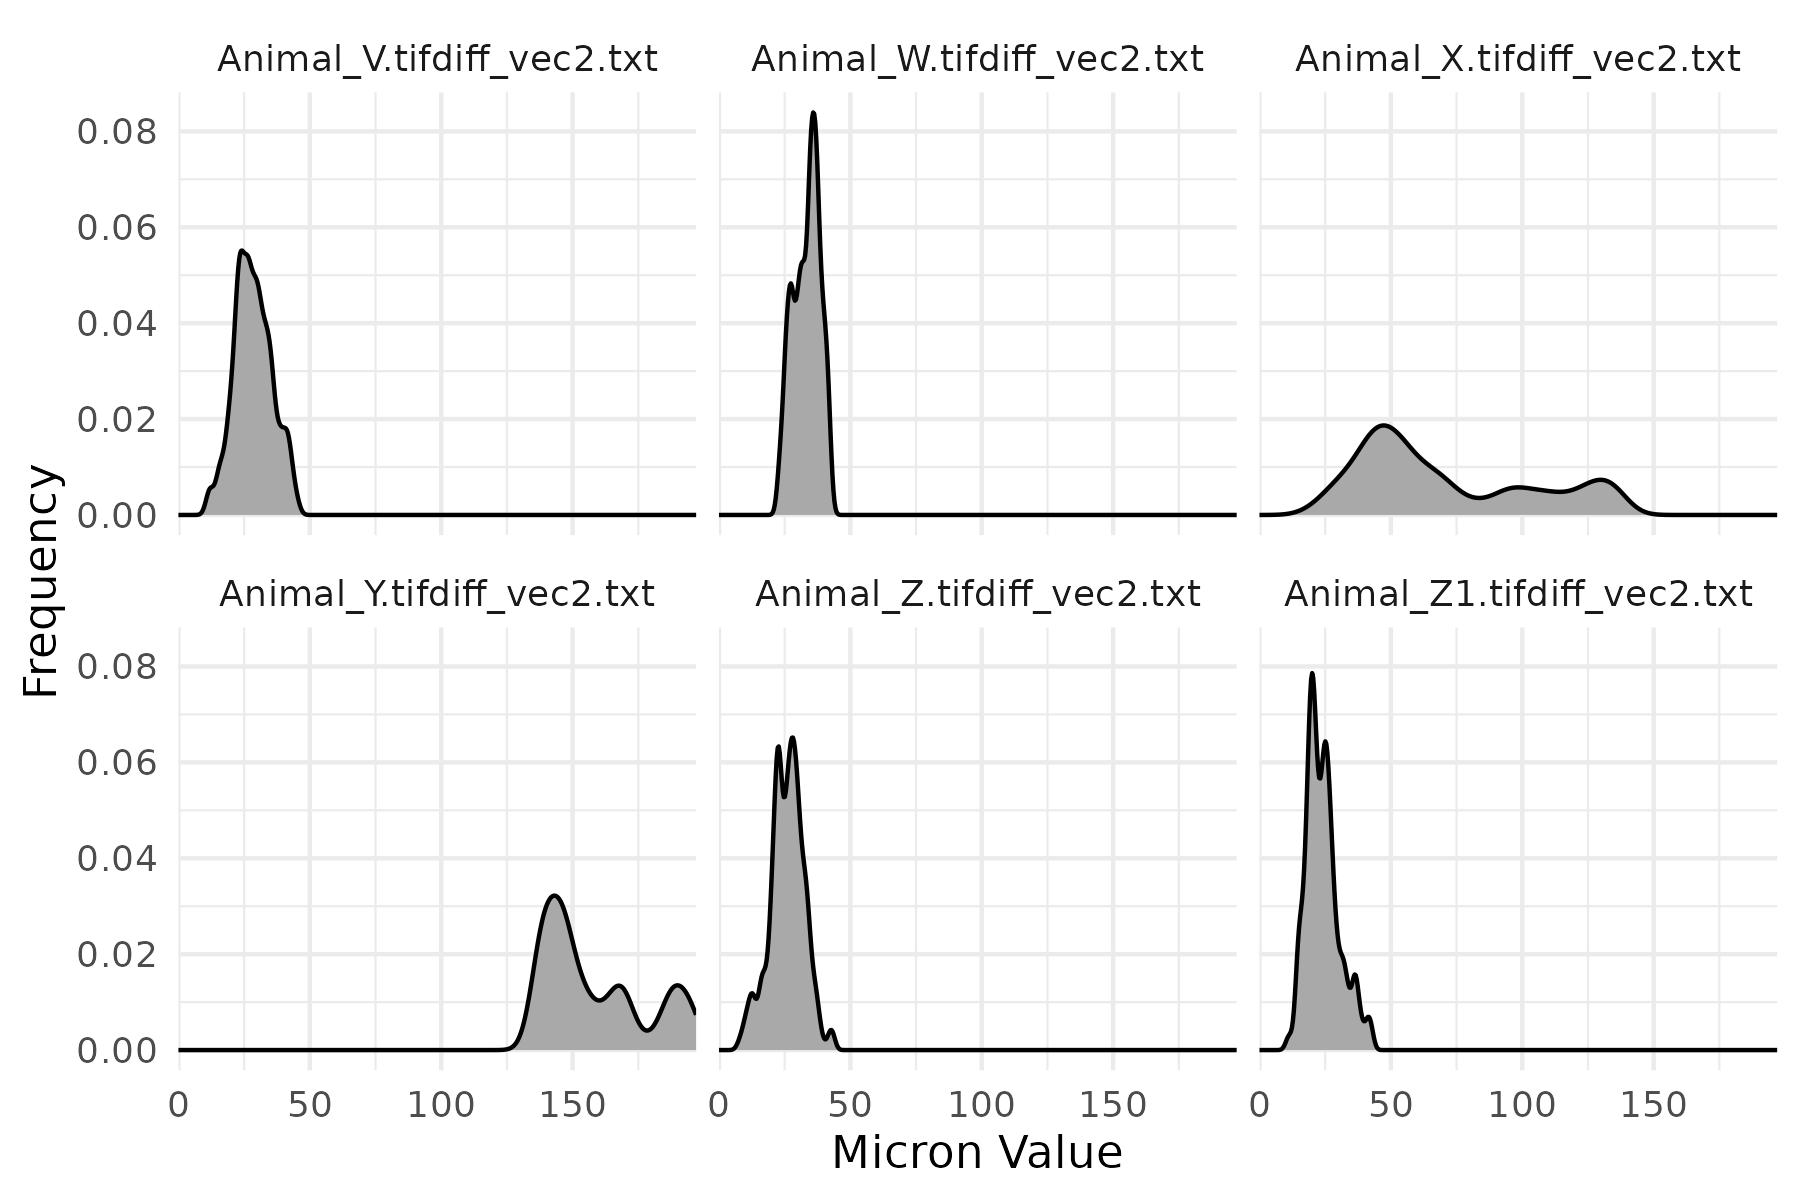 Animal_V.tifdiff_vec2.txt
Animal_W.tifdiff_vec2.txt
Animal_X.tifdiff_vec2.txt
0.08
0.06
0.04
0.02
0.00
Animal_Y.tifdiff_vec2.txt
Animal_Z.tifdiff_vec2.txt
Animal_Z1.tifdiff_vec2.txt
0.08
0.06
0.04
0.02
0.00
Frequency
0 50 100 150
0 50 100 150
0 50 100 150
Micron Value